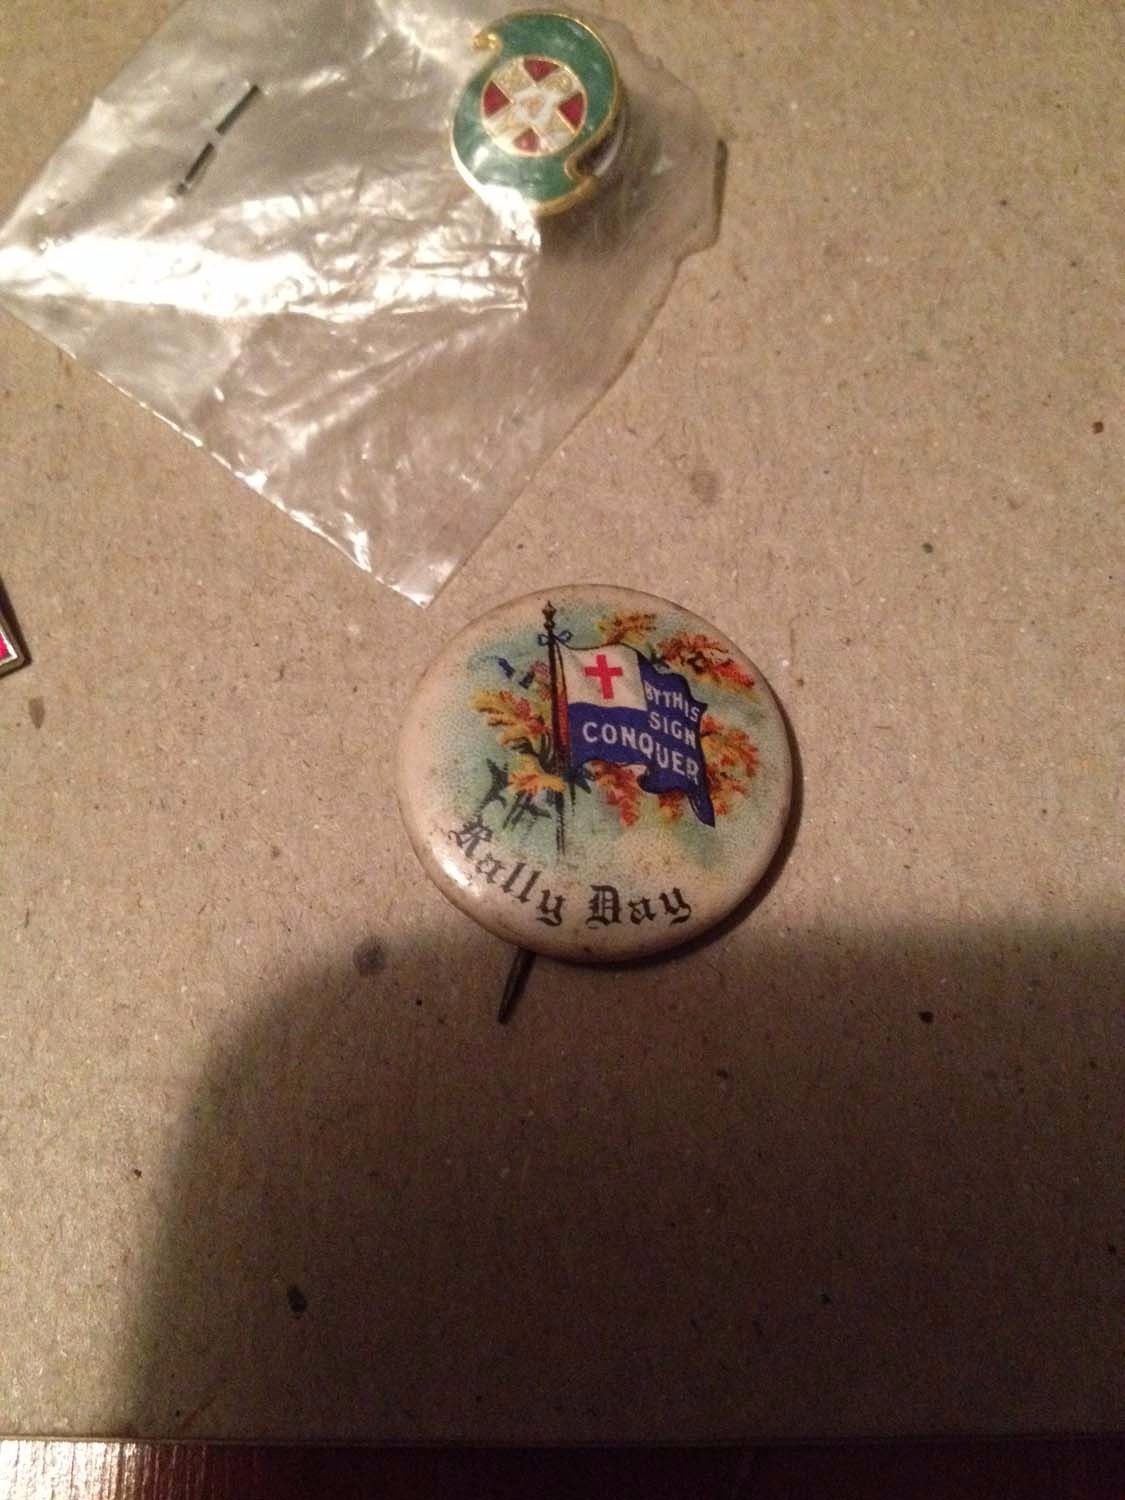 BY THIS
SIGN
CONQUER
Rally Day